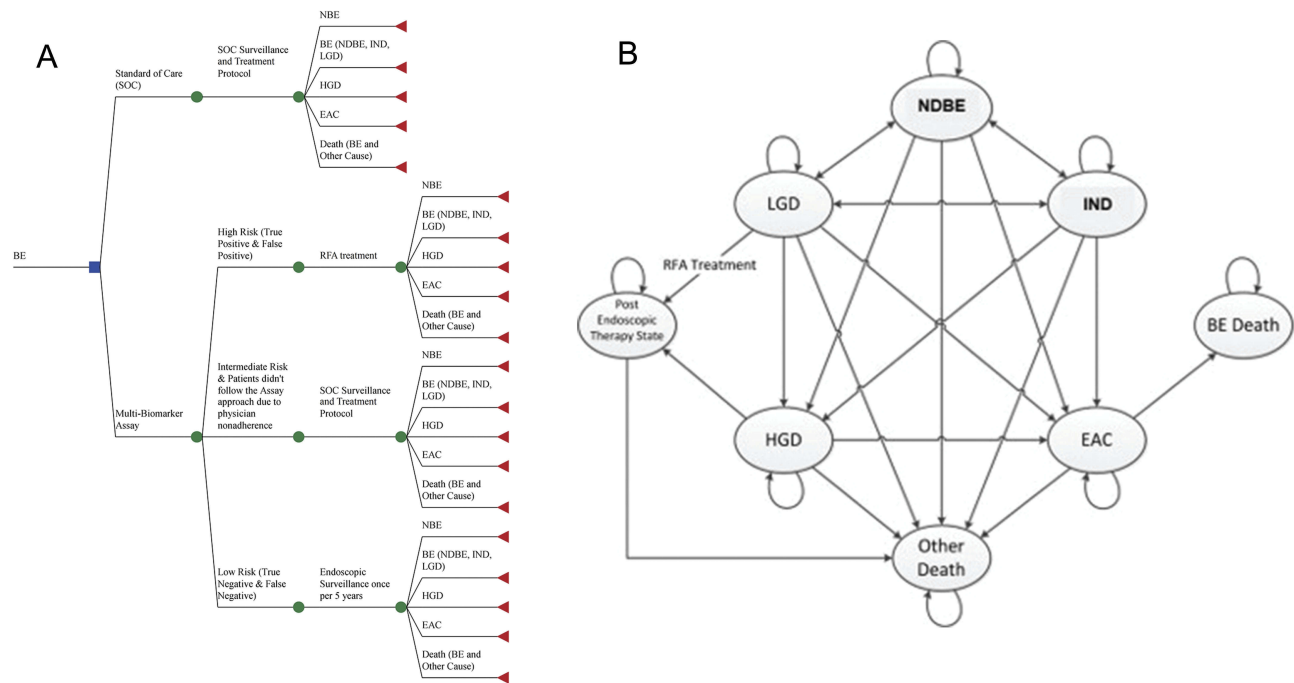 A
BE
Standard of Care
(SOC)
SOC Surveillance
and Treatment
Protocol
NBE
BE (NDBE, IND,
LGD)
HGD
EAC
Death (BE and
Other Cause)
Multi-Biomarker
Assay
High Risk (True
Positive & False
Positive)
RFA treatment
NBE
BE (NDBE, IND,
LGD)
HGD
EAC
Death (BE and
Other Cause)
Intermediate Risk
& Patients didn't
follow the Assay
approach due to
physician
nonadherence
SOC Surveillance
and Treatment
Protocol
NBE
BE (NDBE, IND,
LGD)
HGD
EAC
Death (BE and
Other Cause)
Low Risk (True
Negative & False
Negative)
Endoscopic
Surveillance once
per 5 years
NBE
BE (NDBE, IND,
LGD)
HGD
EAC
Death (BE and
Other Cause)
B
NDBE
LGD
IND
RFA Treatment
Post
Endoscopic
Therapy State
BE Death
HGD
EAC
Other
Death